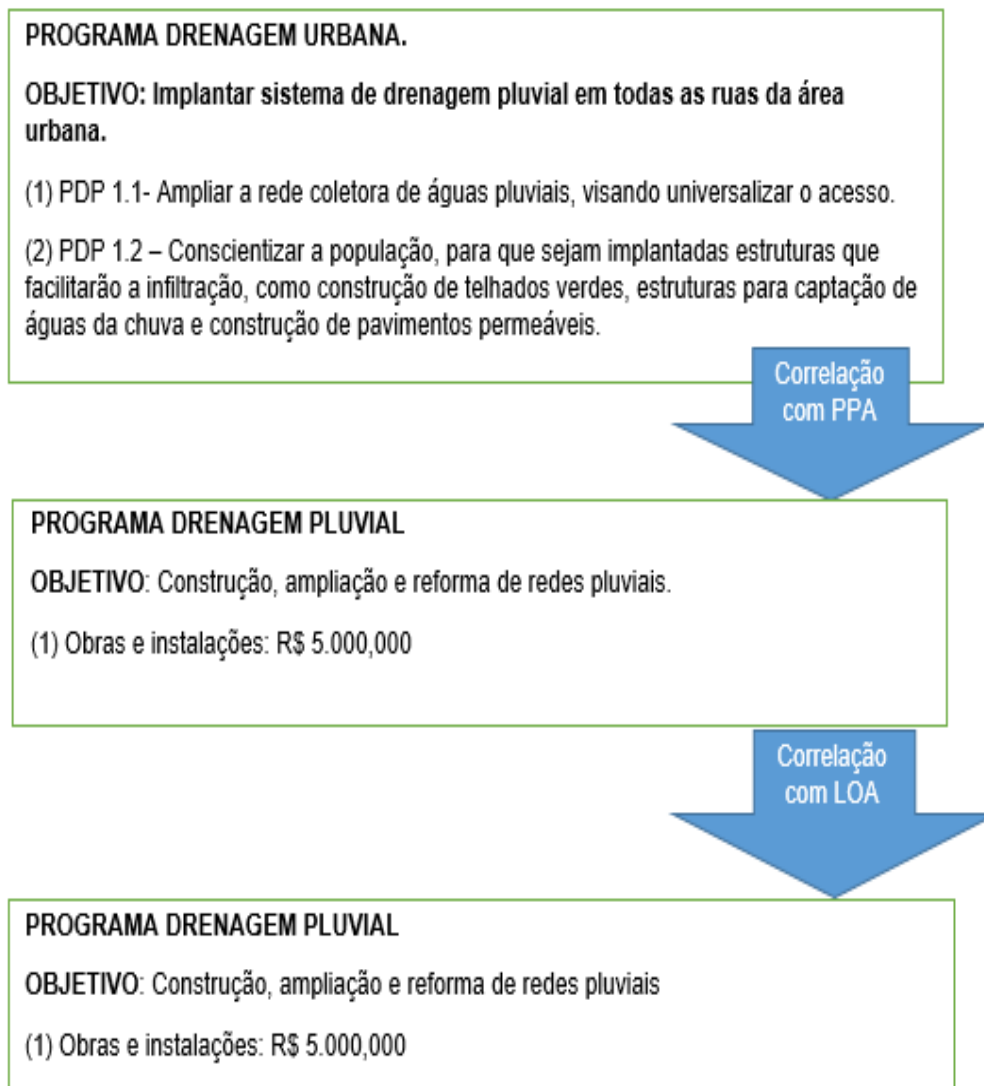 PROGRAMA DRENAGEM URBANA.
OBJETIVO: Implantar sistema de drenagem pluvial em todas as ruas da área
urbana.
(1) PDP 1.1- Ampliar a rede coletora de águas pluviais, visando universalizar o acesso.
(2) PDP 1.2 – Conscientizar a população, para que sejam implantadas estruturas que
facilitarão a infiltração, como construção de telhados verdes, estruturas para captação de
águas da chuva e construção de pavimentos permeáveis.
Correlação
com PPA
PROGRAMA DRENAGEM PLUVIAL
OBJETIVO: Construção, ampliação e reforma de redes pluviais.
(1) Obras e instalações: R$ 5.000,000
Correlação
com LOA
PROGRAMA DRENAGEM PLUVIAL
OBJETIVO: Construção, ampliação e reforma de redes pluviais
(1) Obras e instalações: R$ 5.000,000